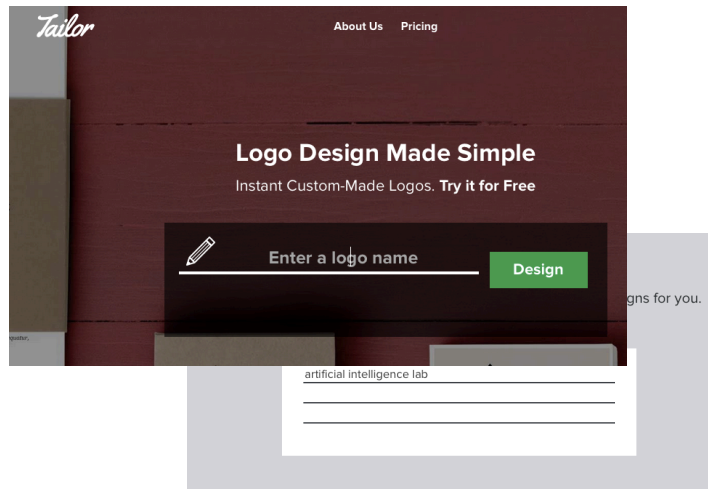 Tailor
About Us Pricing
Logo Design Made Simple
Instant Custom-Made Logos. Try it for Free
Enter a logo name
Design
gns for you.
artificial intelligence lab